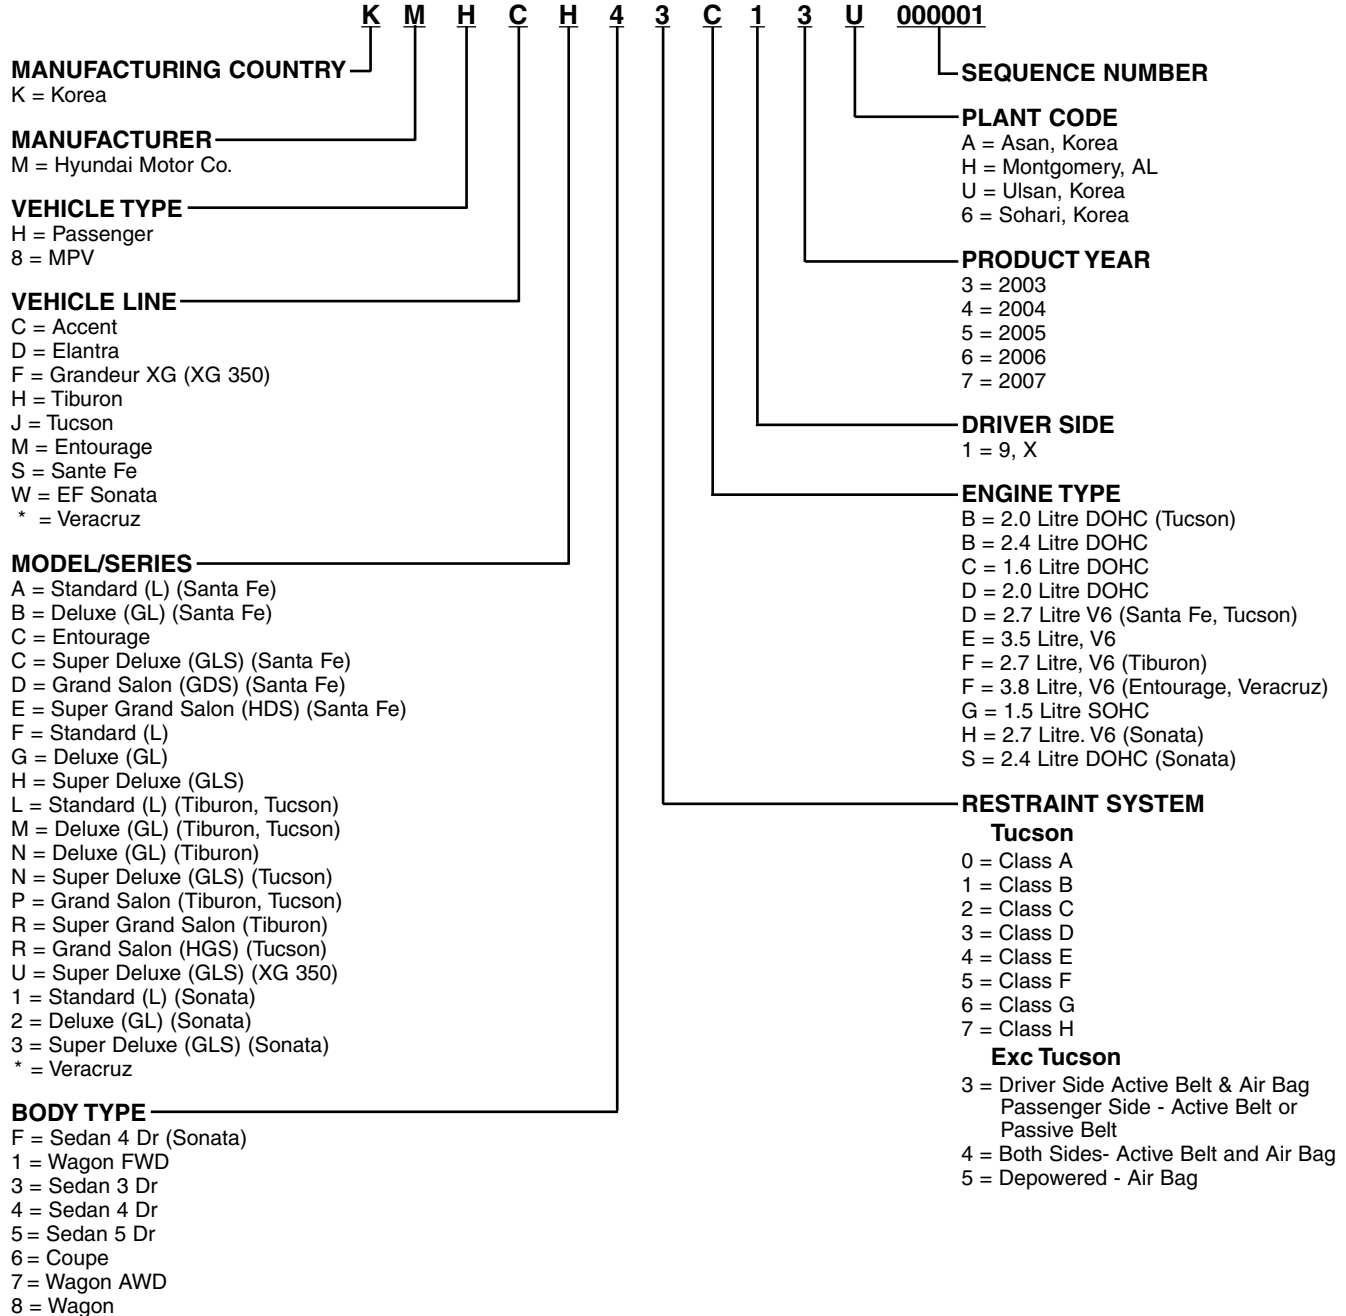 K M H C H 4 3 C 1 3 U 000001
MANUFACTURING COUNTRY
K = Korea
MANUFACTURER
M = Hyundai Motor Co.
VEHICLE TYPE
H = Passenger
8 = MPV
VEHICLE LINE
C = Accent
D = Elantra
F = Grandeur XG (XG 350)
H = Tiburon
J = Tucson
M = Entourage
S = Sante Fe
W = EF Sonata
* = Veracruz
MODEL/SERIES
A = Standard (L) (Santa Fe)
B = Deluxe (GL) (Santa Fe)
C = Entourage
C = Super Deluxe (GLS) (Santa Fe)
D = Grand Salon (GDS) (Santa Fe)
E = Super Grand Salon (HDS) (Santa Fe)
F = Standard (L)
G = Deluxe (GL)
H = Super Deluxe (GLS)
L = Standard (L) (Tiburon, Tucson)
M = Deluxe (GL) (Tiburon, Tucson)
N = Deluxe (GL) (Tiburon)
N = Super Deluxe (GLS) (Tucson)
P = Grand Salon (Tiburon, Tucson)
R = Super Grand Salon (Tiburon)
R = Grand Salon (HGS) (Tucson)
U = Super Deluxe (GLS) (XG 350)
1 = Standard (L) (Sonata)
2 = Deluxe (GL) (Sonata)
3 = Super Deluxe (GLS) (Sonata)
* = Veracruz
BODY TYPE
F = Sedan 4 Dr (Sonata)
1 = Wagon FWD
3 = Sedan 3 Dr
4 = Sedan 4 Dr
5 = Sedan 5 Dr
6 = Coupe
7 = Wagon AWD
8 = Wagon
SEQUENCE NUMBER
PLANT CODE
A = Asan, Korea
H = Montgomery, AL
U = Ulsan, Korea
6 = Sohari, Korea
PRODUCT YEAR
3 = 2003
4 = 2004
5 = 2005
6 = 2006
7 = 2007
DRIVER SIDE
1 = 9, X
ENGINE TYPE
B = 2.0 Litre DOHC (Tucson)
B = 2.4 Litre DOHC
C = 1.6 Litre DOHC
D = 2.0 Litre DOHC
D = 2.7 Litre V6 (Santa Fe, Tucson)
E = 3.5 Litre, V6
F = 2.7 Litre, V6 (Tiburon)
F = 3.8 Litre, V6 (Entourage, Veracruz)
G = 1.5 Litre SOHC
H = 2.7 Litre. V6 (Sonata)
S = 2.4 Litre DOHC (Sonata)
RESTRAINT SYSTEM
Tucson
0 = Class A
1 = Class B
2 = Class C
3 = Class D
4 = Class E
5 = Class F
6 = Class G
7 = Class H
Exc Tucson
3 = Driver Side Active Belt & Air Bag
Passenger Side - Active Belt or
Passive Belt
4 = Both Sides- Active Belt and Air Bag
5 = Depowered - Air Bag